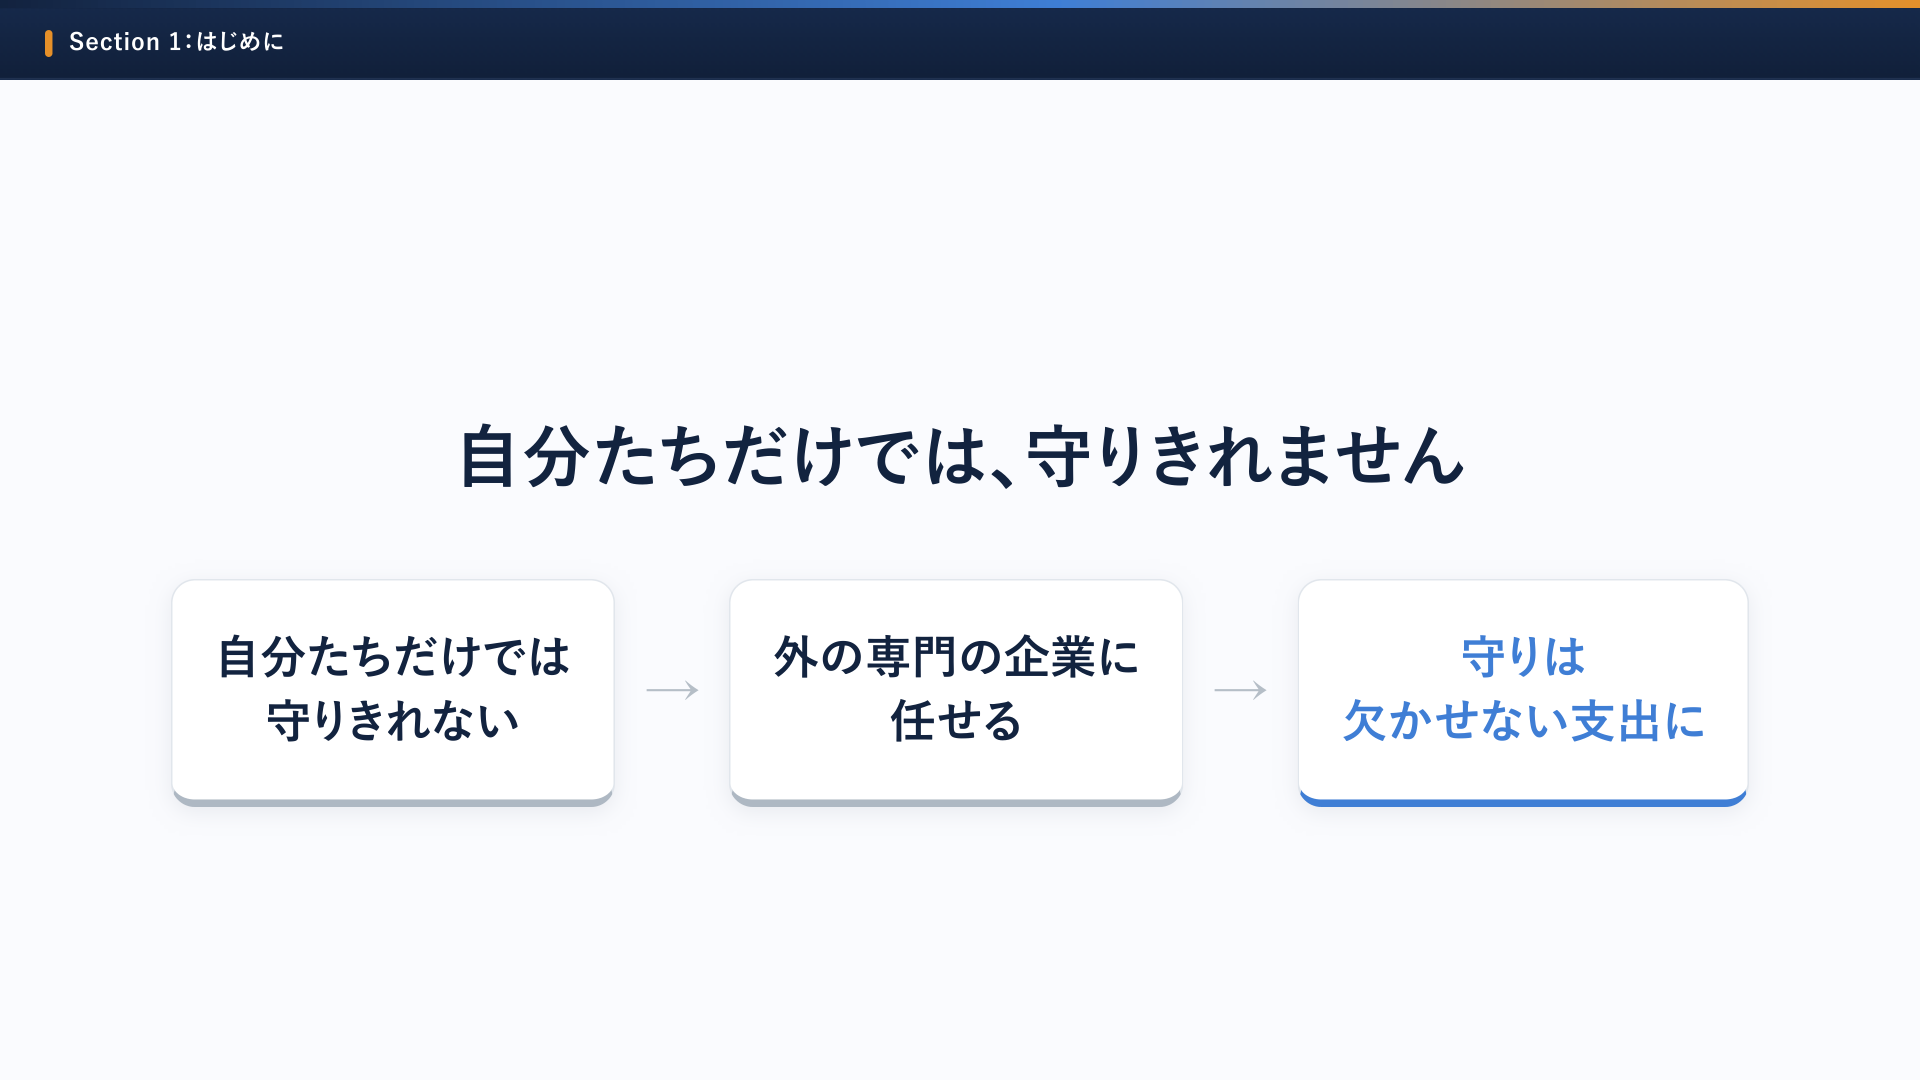 Section 1：はじめに
自分たちだけでは、守りきれません
自分たちだけでは
守りきれない
→
外の専門の企業に
任せる
→
守りは
欠かせない支出に